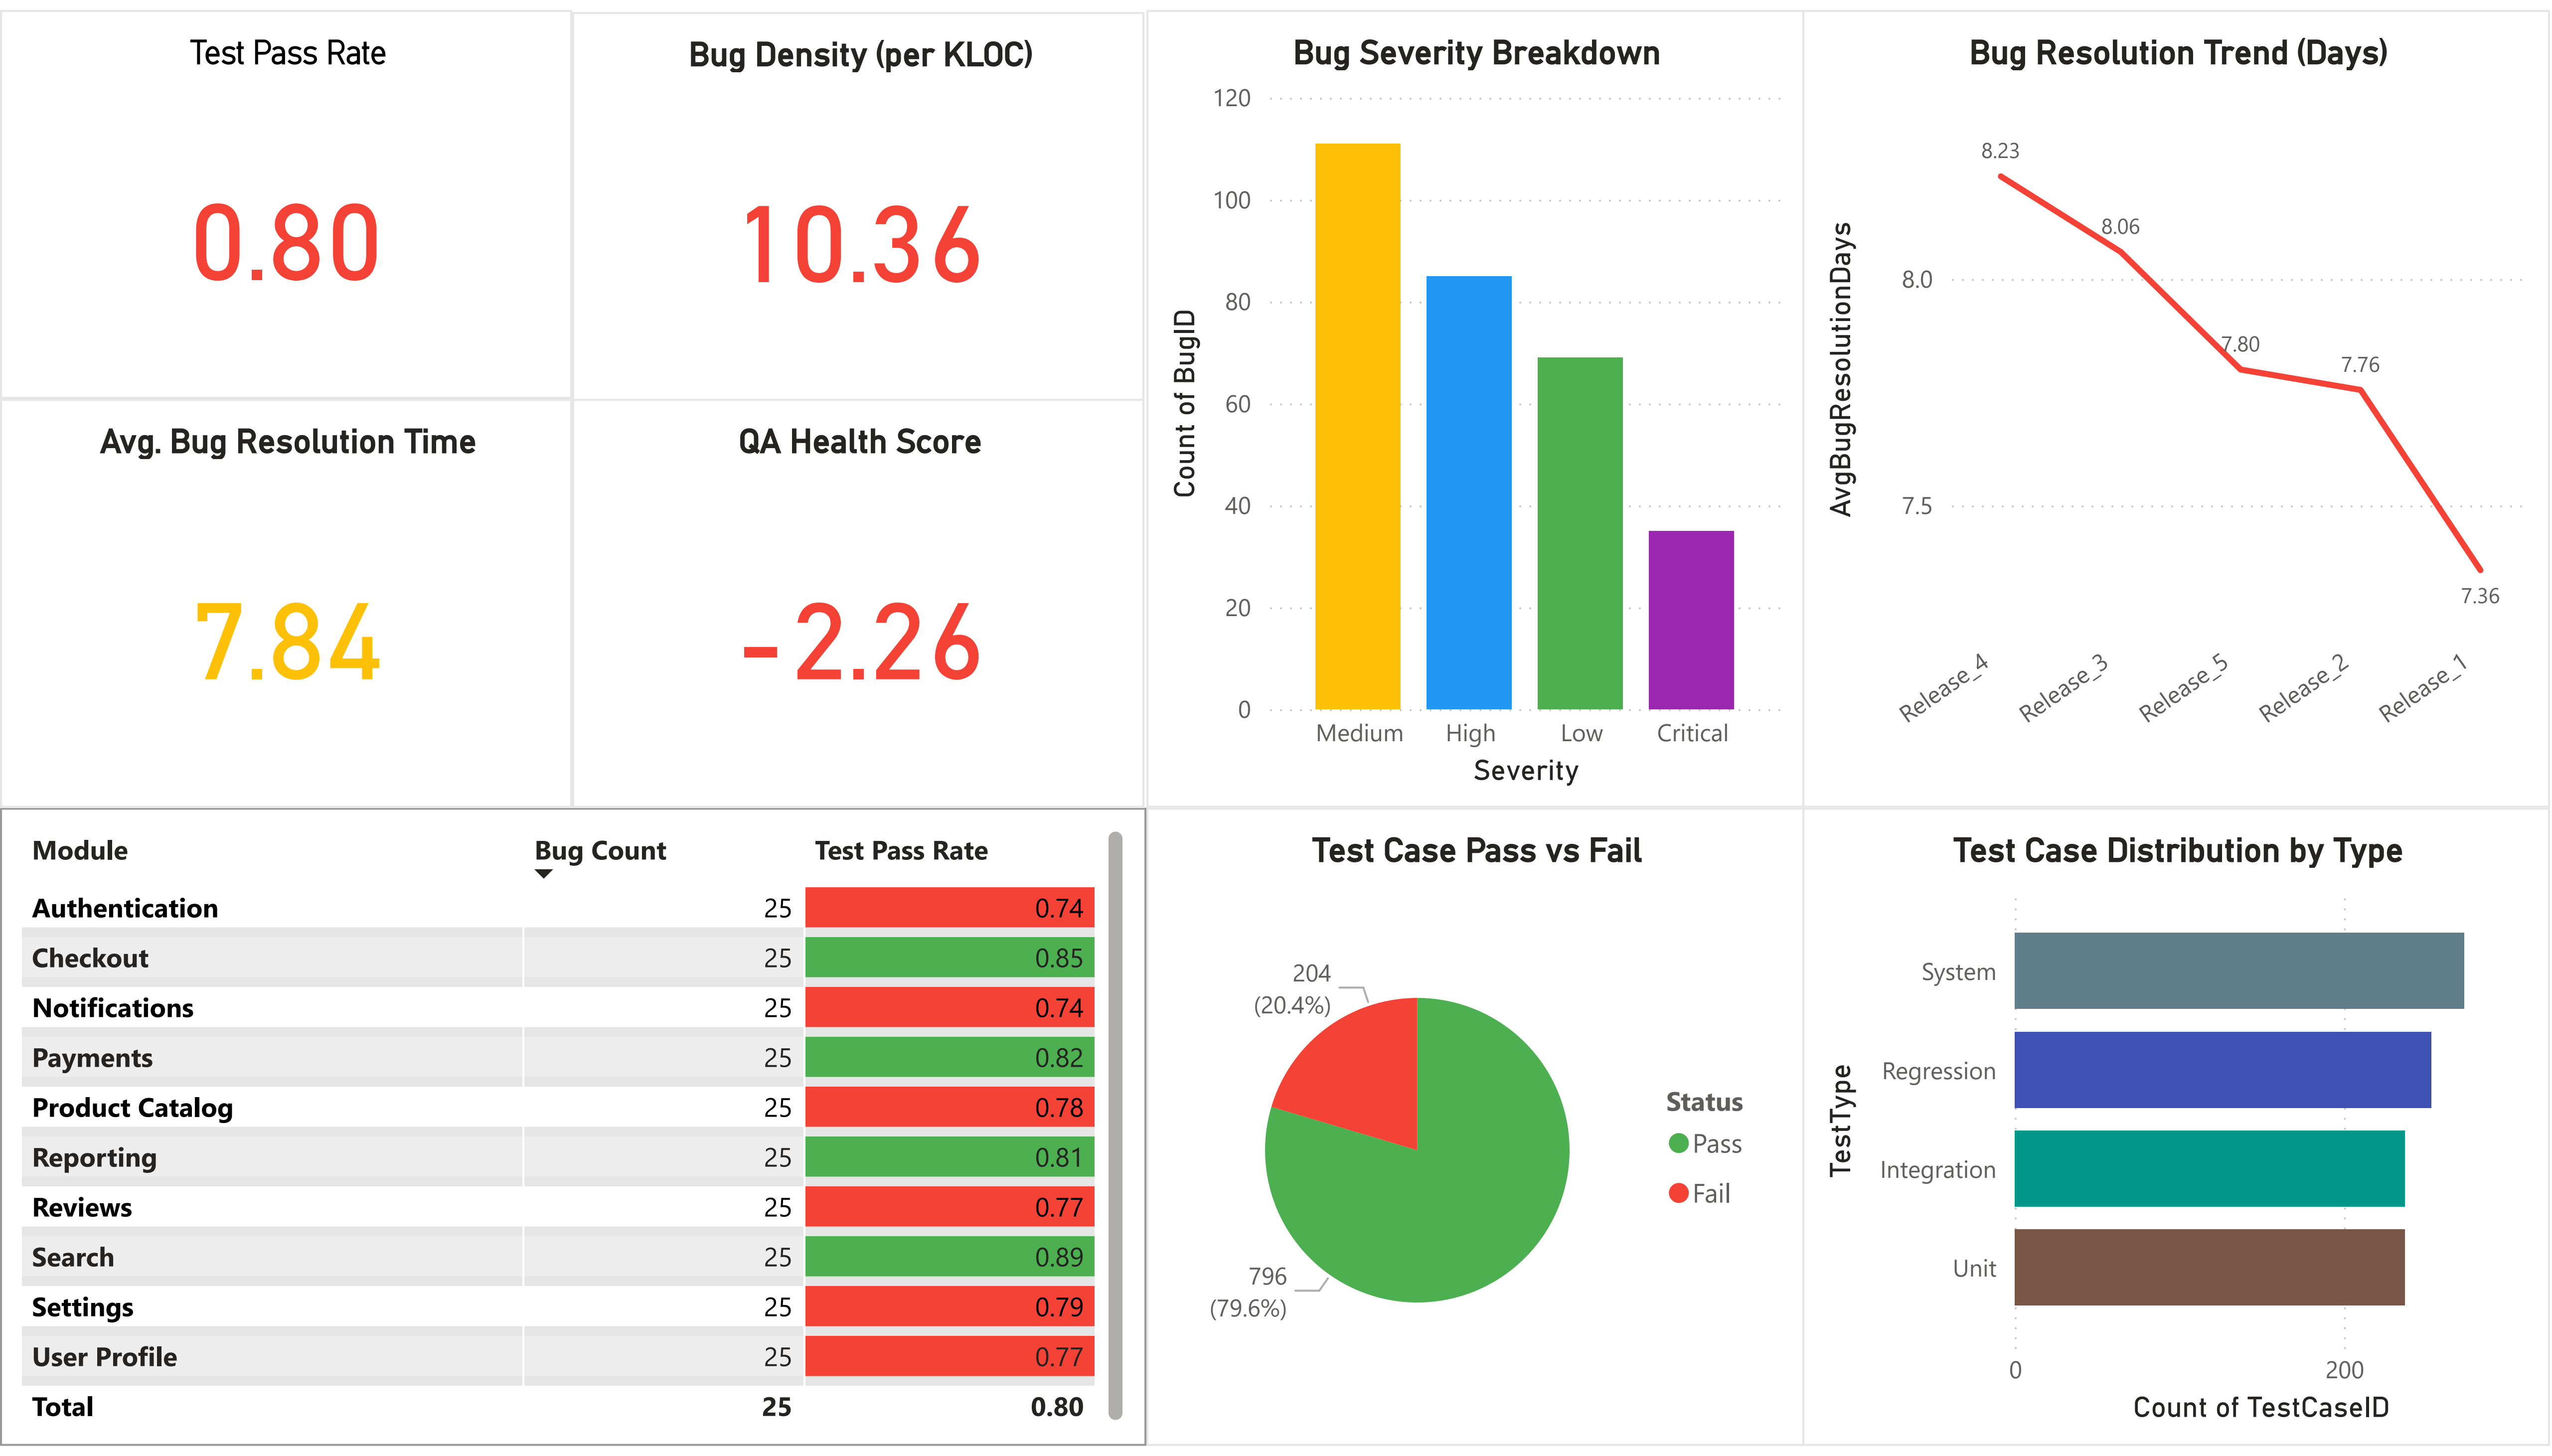 Test Pass Rate
0.80
Bug Density (per KLOC)
10.36
Avg. Bug Resolution Time
7.84
QA Health Score
-2.26
Bug Severity Breakdown
Count of BugID
120
100
80
60
40
20
0
Medium High Low Critical
Severity
Bug Resolution Trend (Days)
AvgBugResolutionDays
8.0
7.5
8.23
8.06
7.80
7.76
7.36
Release_4
Release_3
Release_5
Release_2
Release_1
Module Bug Count Test Pass Rate
Authentication 25 0.74
Checkout 25 0.85
Notifications 25 0.74
Payments 25 0.82
Product Catalog 25 0.78
Reporting 25 0.81
Reviews 25 0.77
Search 25 0.89
Settings 25 0.79
User Profile 25 0.77
Total 25 0.80
Test Case Pass vs Fail
204
(20.4%)
796
(79.6%)
Status
Pass
Fail
Test Case Distribution by Type
TestType
System
Regression
Integration
Unit
0 200
Count of TestCaseID